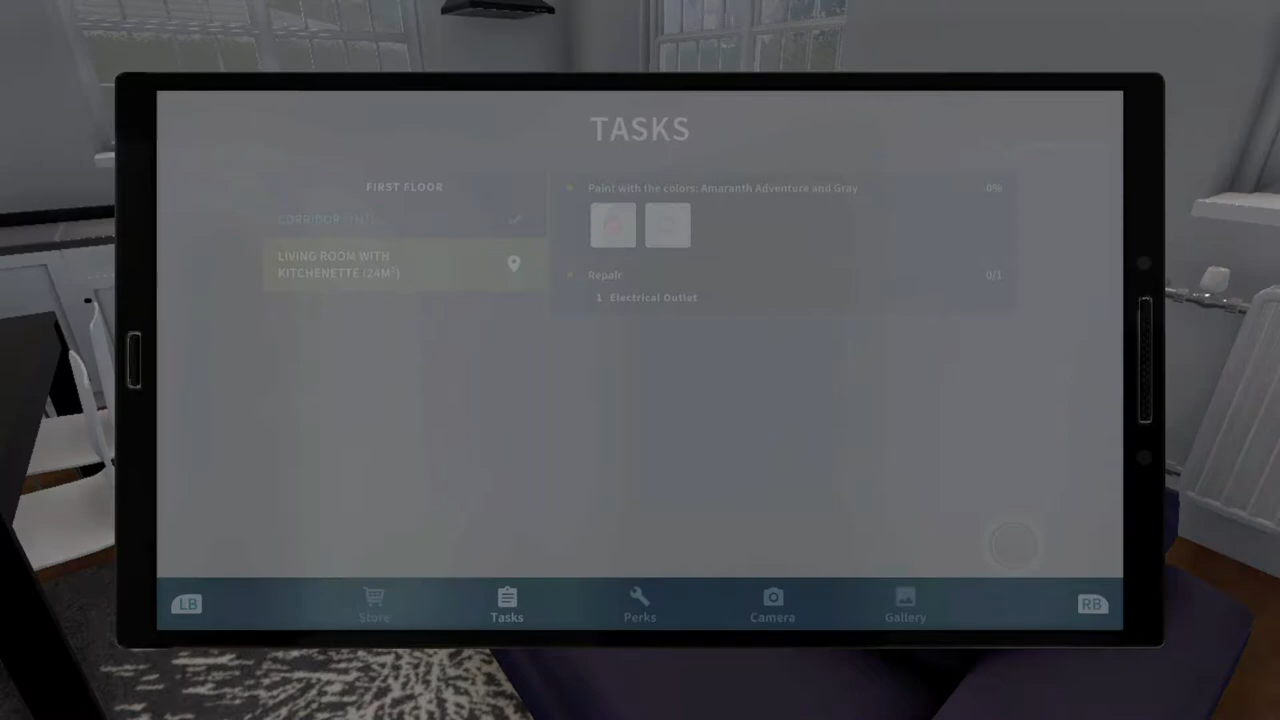 TASKS
FIRST FLOOR
CORRIDOR
LIVING ROOM WITH
KITCHENETTE (24M²)
Paint with the colors: Amaranth Adventure and Gray 0%
Repair 0/1
1 Electrical Outlet
LB Store Tasks Perks Camera Gallery RB